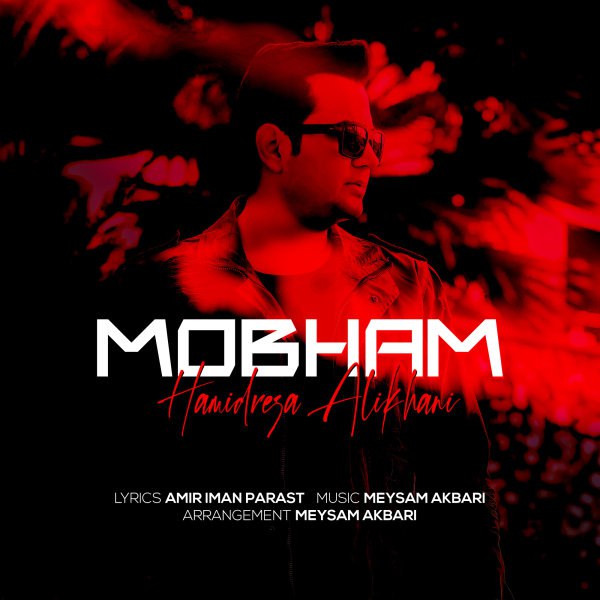 MOBHAM
Hamidreza Alikhani
LYRICS AMIR IMAN PARAST MUSIC MEYSAM AKBARI
ARRANGEMENT MEYSAM AKBARI